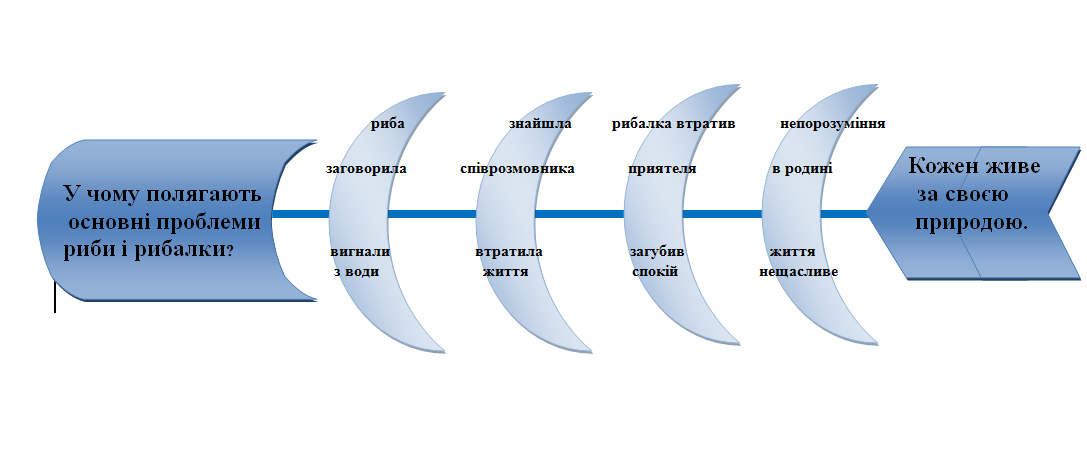 У чому полягають
основні проблеми
риби і рибалки?
риба
заговорила
вигнали
з води
знайшла
співрозмовника
втратила
життя
рибалка втратив
приятеля
загубив
спокій
непорозуміння
в родині
життя
нещасливе
Кожен живе
за своєю
природою.